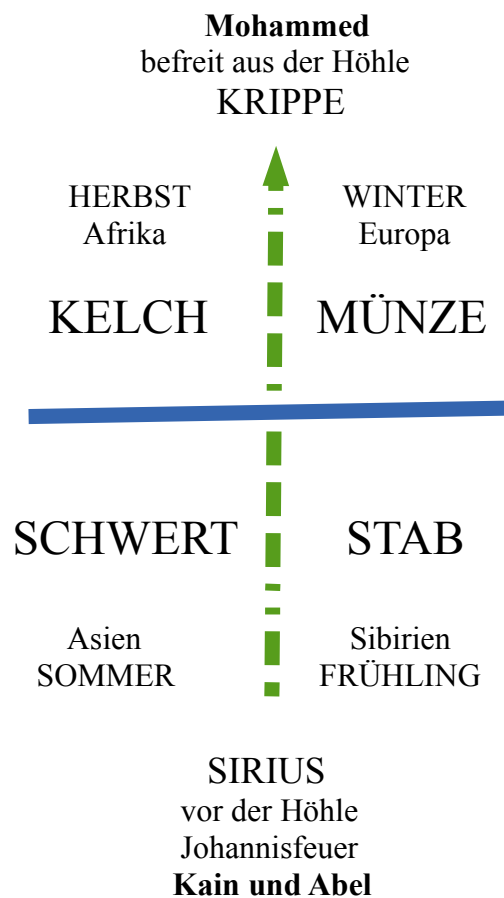 Mohammed
befreit aus der Höhle
KRIPPE
HERBST
Afrika
WINTER
Europa
KELCH
MÜNZE
SCHWERT
STAB
Asien
SOMMER
Sibirien
FRÜHLING
SIRIUS
vor der Höhle
Johannisfeuer
Kain und Abel